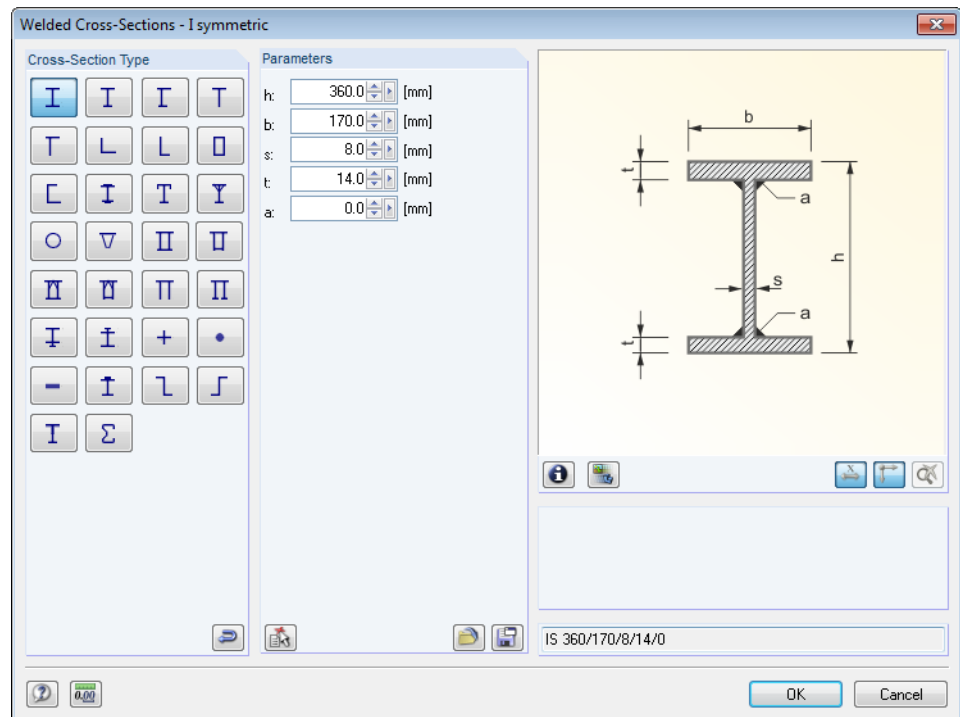 Welded Cross-Sections - I symmetric
Cross-Section Type
Parameters
h: 360.0 [mm]
b: 170.0 [mm]
s: 8.0 [mm]
t: 14.0 [mm]
a: 0.0 [mm]
b
t
a
h
s
a
t
X
IS 360/170/8/14/0
0.00
OK
Cancel